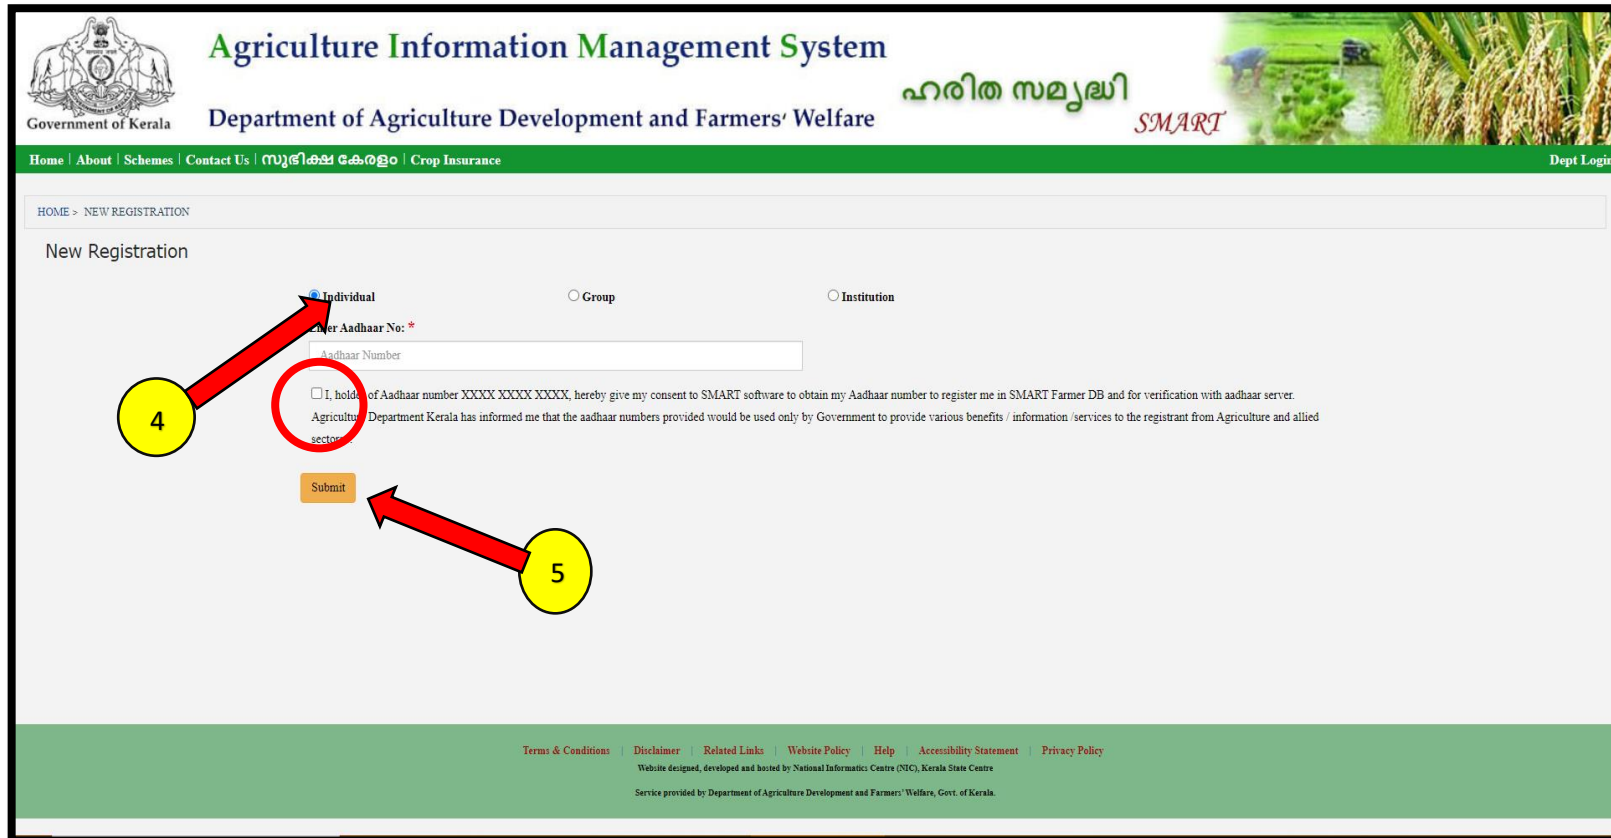 Agriculture Information Management System
ഹരിത സമൃദ്ധി
SMART
Government of Kerala
Department of Agriculture Development and Farmers' Welfare
Home | About | Schemes | Contact Us | സുഭിക്ഷ കേരളം | Crop Insurance
Dept Login
HOME > NEW REGISTRATION
New Registration
Individual
Group
Institution
Enter Aadhaar No: *
Aadhaar Number
I, holder of Aadhaar number XXXX XXXX XXXX, hereby give my consent to SMART software to obtain my Aadhaar number to register me in SMART Farmer DB and for verification with aadhaar server.
Agriculture Department Kerala has informed me that the aadhaar numbers provided would be used only by Government to provide various benefits / information /services to the registrant from Agriculture and allied
sectors.
4
Submit
5
Terms & Conditions | Disclaimer | Related Links | Website Policy | Help | Accessibility Statement | Privacy Policy
Website designed, developed and hosted by National Informatics Centre (NIC), Kerala State Centre
Service provided by Department of Agriculture Development and Farmers' Welfare, Govt. of Kerala.